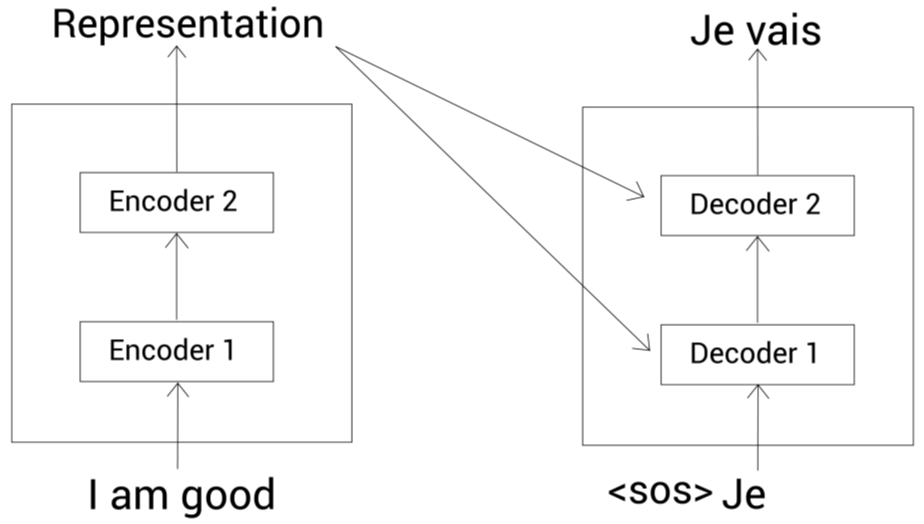 Representation
Je vais
Encoder 2
Decoder 2
Encoder 1
Decoder 1
I am good
<sos> Je